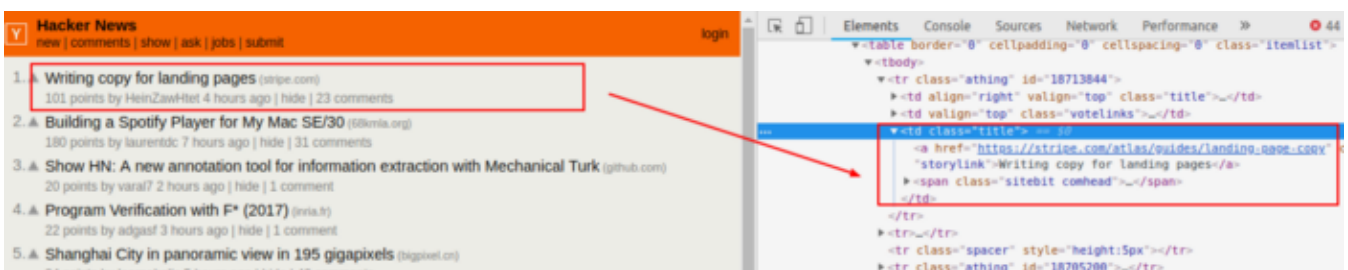 Y
Hacker News
new | comments | show | ask | jobs | submit
login
1. Writing copy for landing pages (stripe.com)
101 points by HeinZawHtet 4 hours ago | hide | 23 comments
2. Building a Spotify Player for My Mac SE/30 (68kmla.org)
180 points by laurentdc 7 hours ago | hide | 31 comments
3. Show HN: A new annotation tool for information extraction with Mechanical Turk (github.com)
20 points by varal7 2 hours ago | hide | 1 comment
4. Program Verification with F* (2017) (inria.fr)
22 points by adgasf 3 hours ago | hide | 1 comment
5. Shanghai City in panoramic view in 195 gigapixels (bigpixel.cn)
Elements Console Sources Network Performance » 44
▼<table border="0" cellpadding="0" cellspacing="0" class="itemlist">
▼<tbody>
▼<tr class="athing" id="18713844">
▶<td align="right" valign="top" class="title">…</td>
▶<td valign="top" class="votelinks">…</td>
… ▼<td class="title"> == $0
<a href="https://stripe.com/atlas/guides/landing-page-copy"
"storylink">Writing copy for landing pages</a>
▶<span class="sitebit comhead">…</span>
</td>
</tr>
▶<tr>…</tr>
<tr class="spacer" style="height:5px"></tr>
▶<tr class="athing" id="18705200">…</tr>